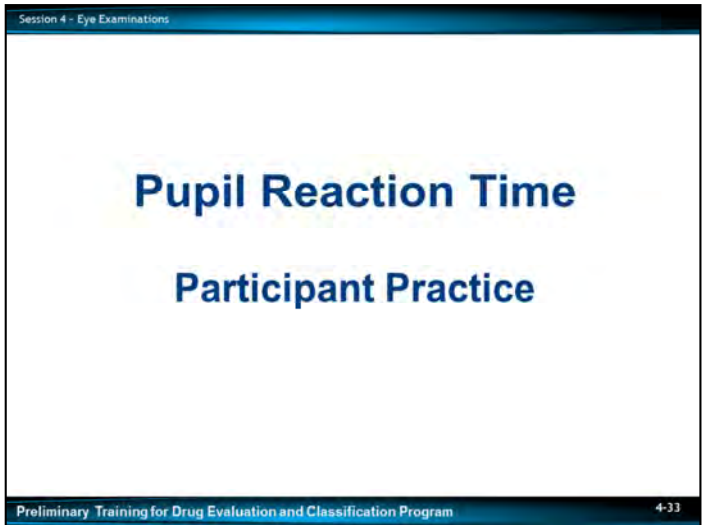 Session 4 - Eye Examinations
Pupil Reaction Time
Participant Practice
Preliminary Training for Drug Evaluation and Classification Program
4-33